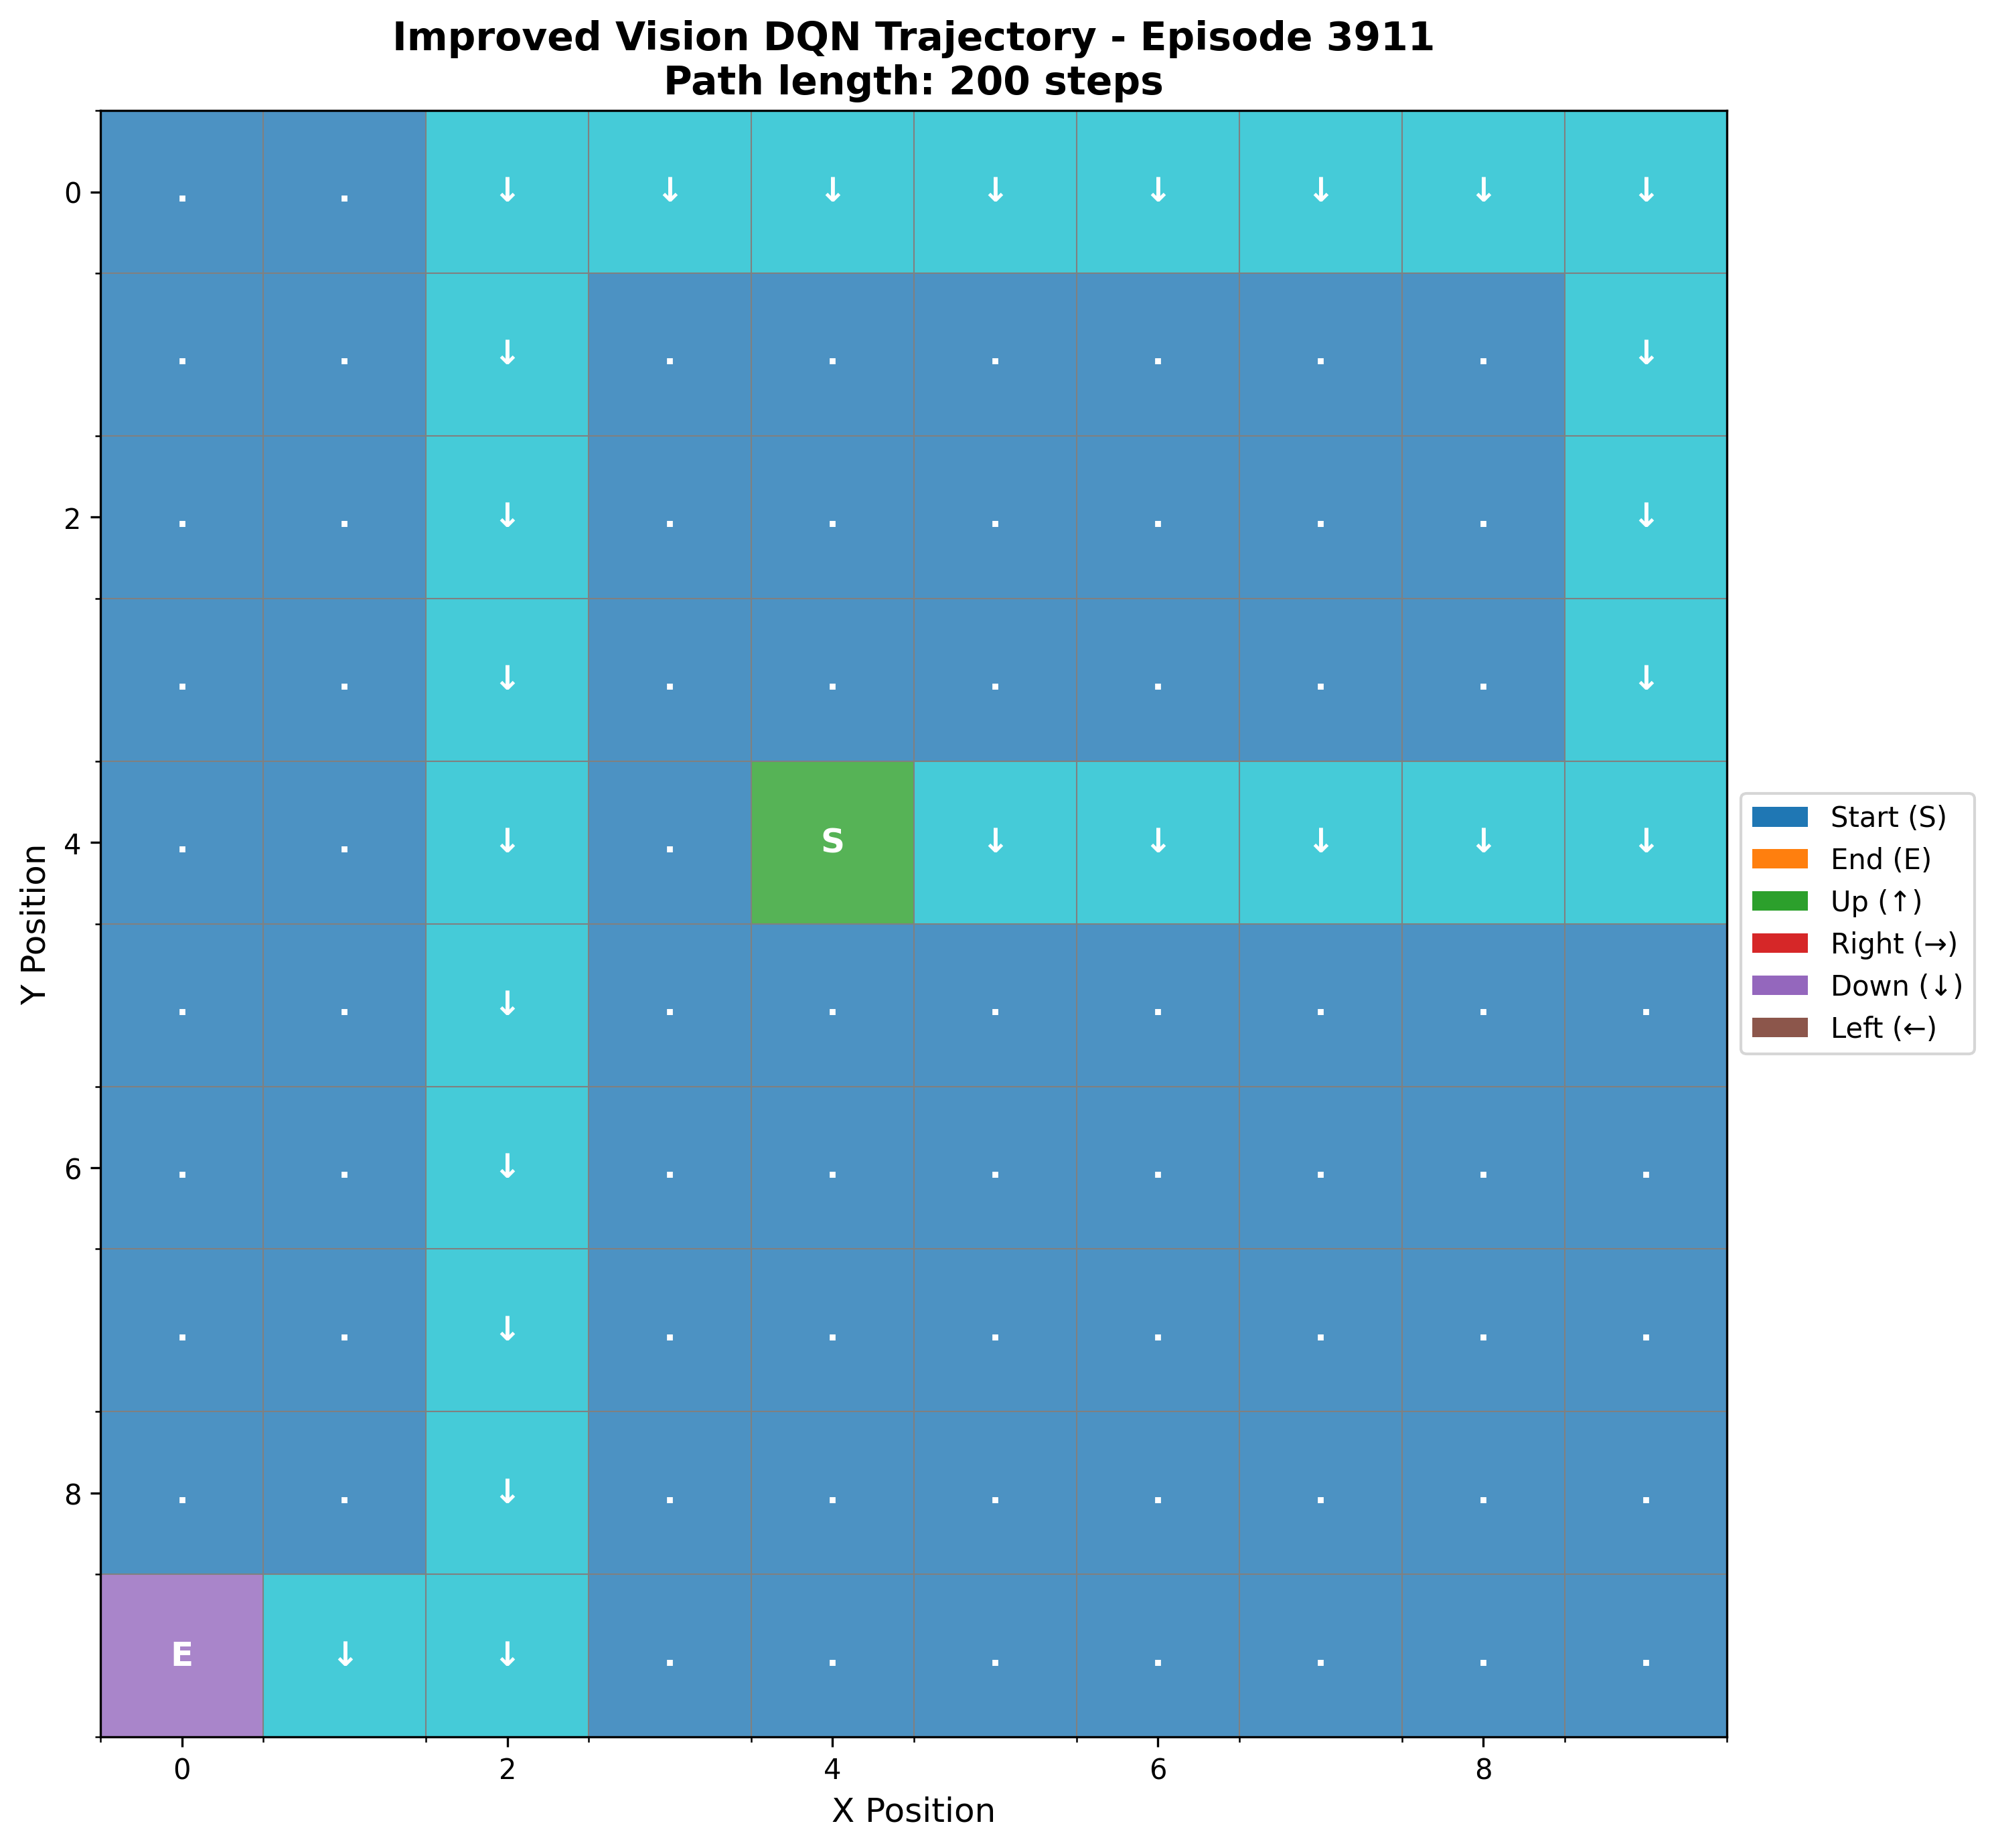 Improved Vision DQN Trajectory - Episode 3911
Path length: 200 steps
0 . . ↓ ↓ ↓ ↓ ↓ ↓ ↓ ↓
. . ↓ . . . . . . ↓
2 . . ↓ . . . . . . ↓
. . ↓ . . . . . . ↓
4 . . ↓ . S ↓ ↓ ↓ ↓ ↓
. . ↓ . . . . . . .
6 . . ↓ . . . . . . .
. . ↓ . . . . . . .
8 . . ↓ . . . . . . .
E ↓ ↓ . . . . . . .
0 2 4 6 8
X Position
Y Position
Start (S)
End (E)
Up (↑)
Right (→)
Down (↓)
Left (←)